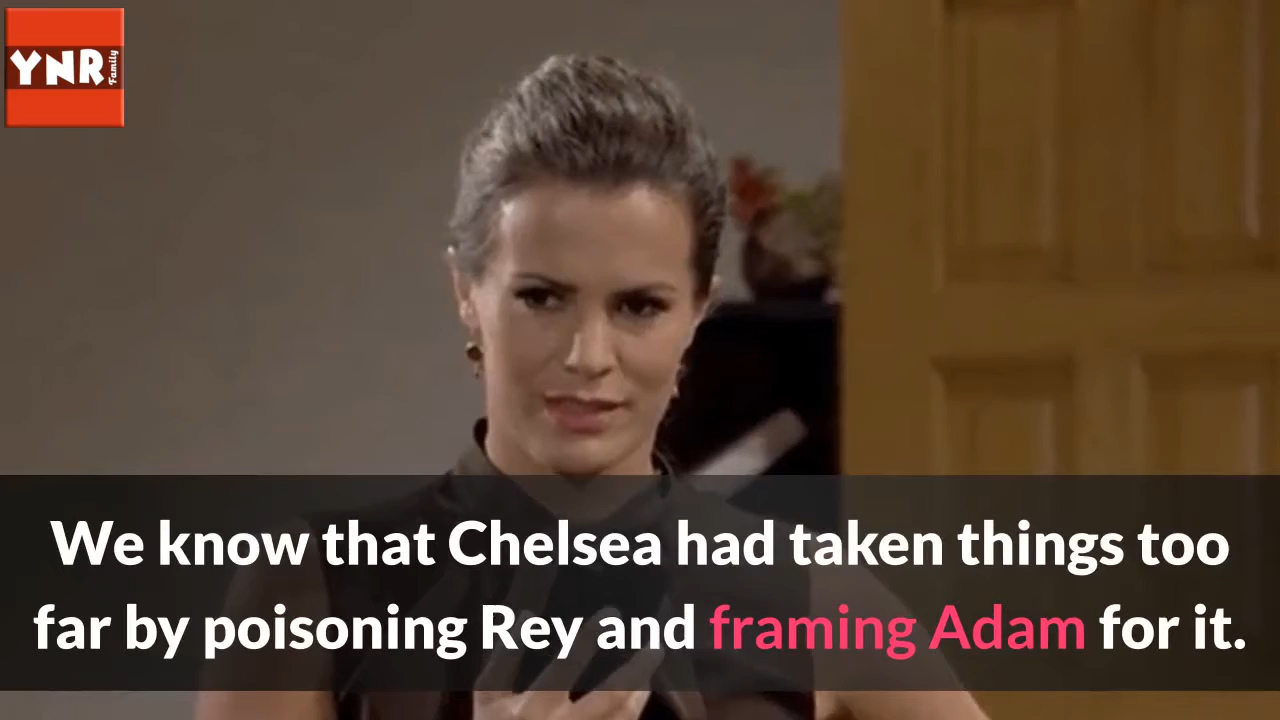 YNR
Family
We know that Chelsea had taken things too
far by poisoning Rey and framing Adam for it.